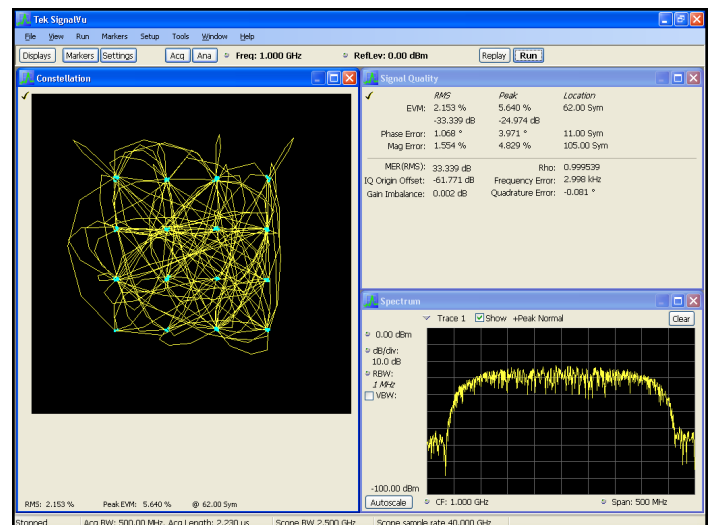 Tek SignalVu
File View Run Markers Setup Tools Window Help
Displays Markers Settings Acq Ana Freq: 1.000 GHz RefLev: 0.00 dBm Replay Run
Constellation
RMS: 2.153 % Peak EVM: 5.640 % @ 62.00 Sym
Signal Quality
RMS Peak Location
EVM: 2.153 % 5.640 % 62.00 Sym
-33.339 dB -24.974 dB
Phase Error: 1.068 ° 3.971 ° 11.00 Sym
Mag Error: 1.554 % 4.829 % 105.00 Sym
MER(RMS): 33.339 dB Rho: 0.999539
IQ Origin Offset: -61.771 dB Frequency Error: 2.998 kHz
Gain Imbalance: 0.002 dB Quadrature Error: -0.081 °
Spectrum
Trace 1 Show +Peak Normal Clear
0.00 dBm
dB/div:
10.0 dB
RBW:
1 MHz
VBW:
-100.00 dBm
Autoscale CF: 1.000 GHz Span: 500 MHz
Stopped Acq BW: 500.00 MHz, Acq Length: 2.230 us Scope BW 2.500 GHz Scope sample rate 40.000 GHz